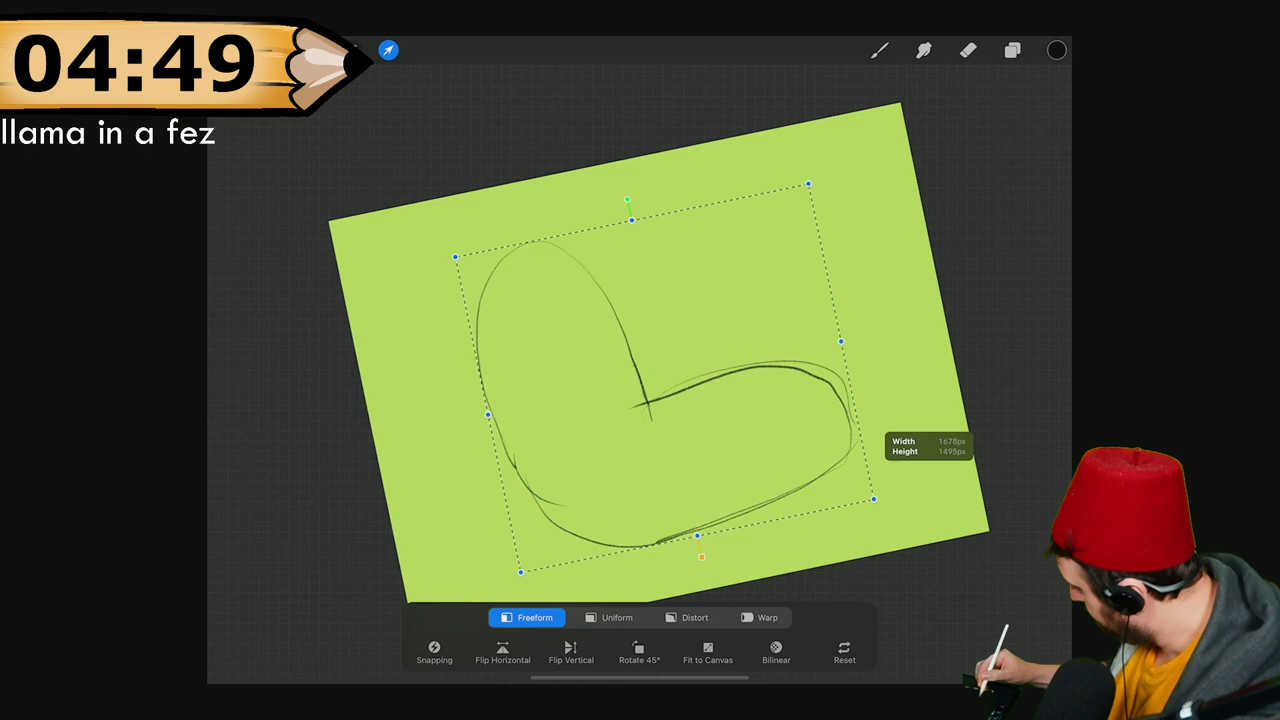 04:49
llama in a fez
Width 1678px
Height 1495px
Freeform Uniform Distort Warp
Snapping Flip Horizontal Flip Vertical Rotate 45° Fit to Canvas Bilinear Reset